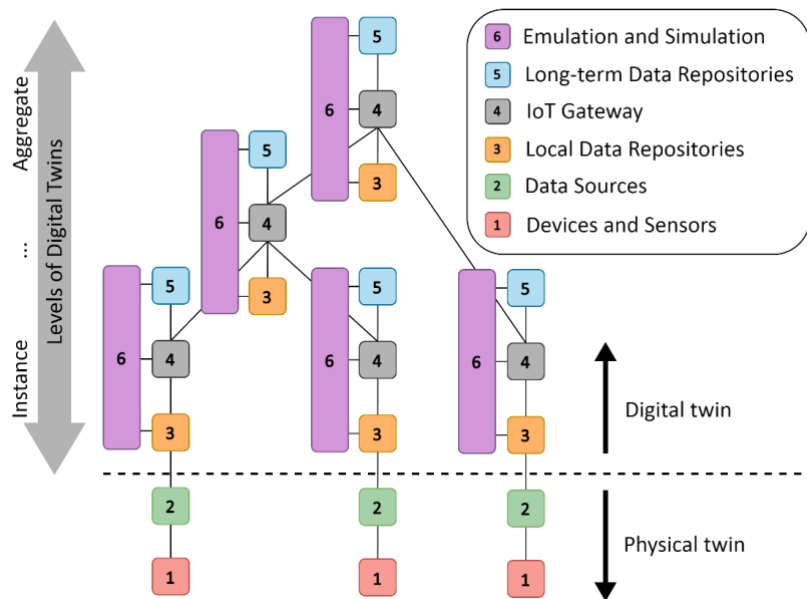 6 Emulation and Simulation
5 Long-term Data Repositories
4 IoT Gateway
3 Local Data Repositories
2 Data Sources
1 Devices and Sensors
Levels of Digital Twins
Aggregate
...
Instance
5
6
4
3
5
6
4
3
5
6
4
3
2
1
5
6
4
3
2
1
5
6
4
3
2
1
Digital twin
Physical twin